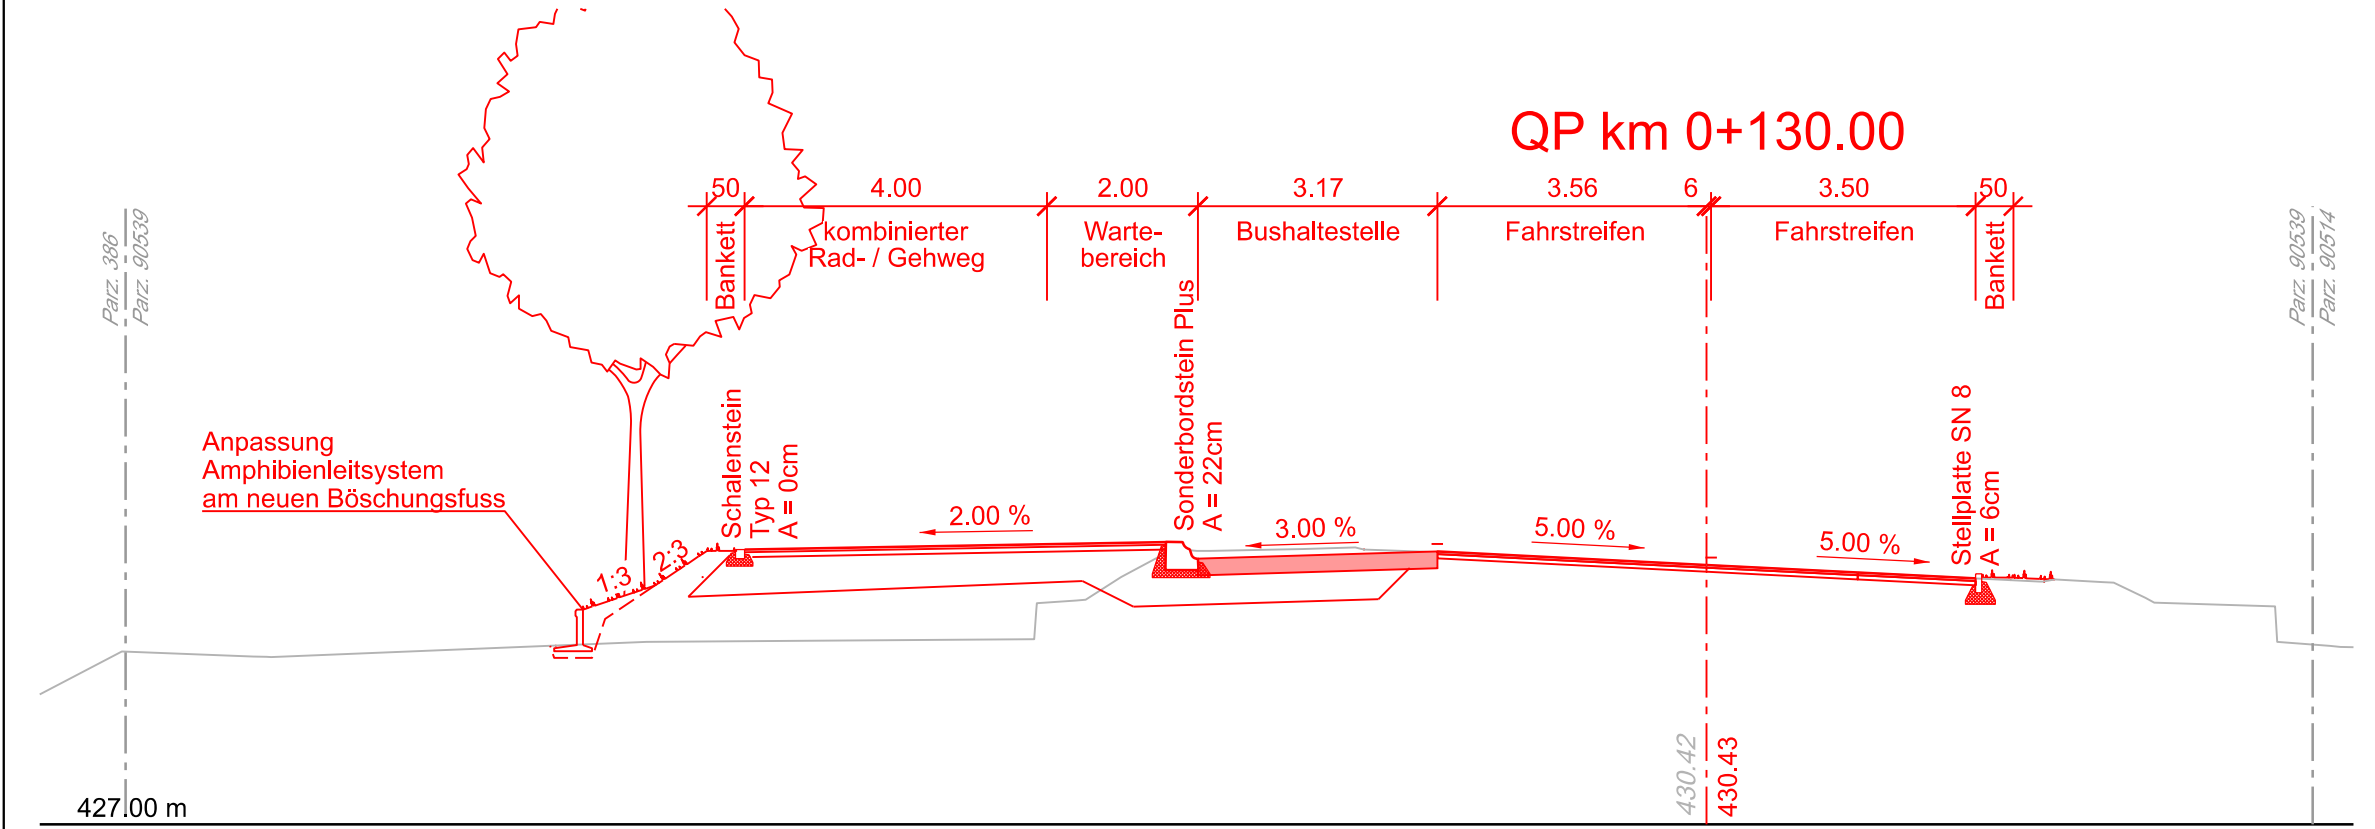 QP km 0+130.00
50
4.00
2.00
3.17
3.56
6
3.50
50
Bankett
kombinierter
Rad- / Gehweg
Warte-
bereich
Bushaltestelle
Fahrstreifen
Fahrstreifen
Bankett
Parz. 386
Parz. 90539
Parz. 90539
Parz. 90514
Anpassung
Amphibienleitsystem
am neuen Böschungsfuss
Schalenstein
Typ 12
A = 0cm
Sonderbordstein Plus
A = 22cm
Stellplatte SN 8
A = 6cm
1:3
2:3
2.00 %
3.00 %
5.00 %
5.00 %
430.42
430.43
427.00 m